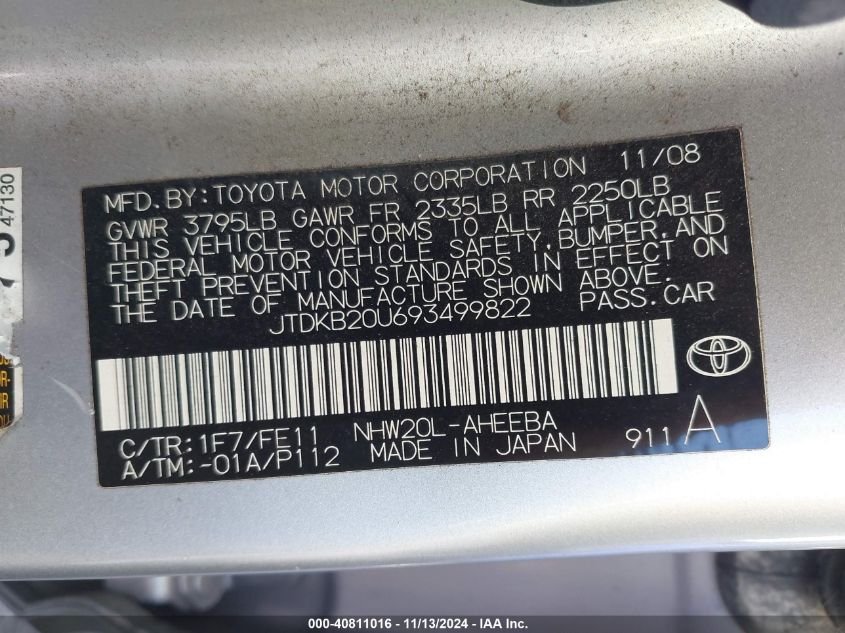 MFD. BY: TOYOTA MOTOR CORPORATION 11/08
GVWR 3795LB GAWR FR 2335LB RR 2250LB
THIS VEHICLE CONFORMS TO ALL APPLICABLE
FEDERAL MOTOR VEHICLE SAFETY, BUMPER, AND
THEFT PREVENTION STANDARDS IN EFFECT ON
THE DATE OF MANUFACTURE SHOWN ABOVE.
JTDKB20U693499822 PASS. CAR
C/TR: 1F7/FE11 NHW20L-AHEEBA
A/TM: -01A/P112 MADE IN JAPAN 911 A
47130
000-40811016 - 11/13/2024 - IAA Inc.